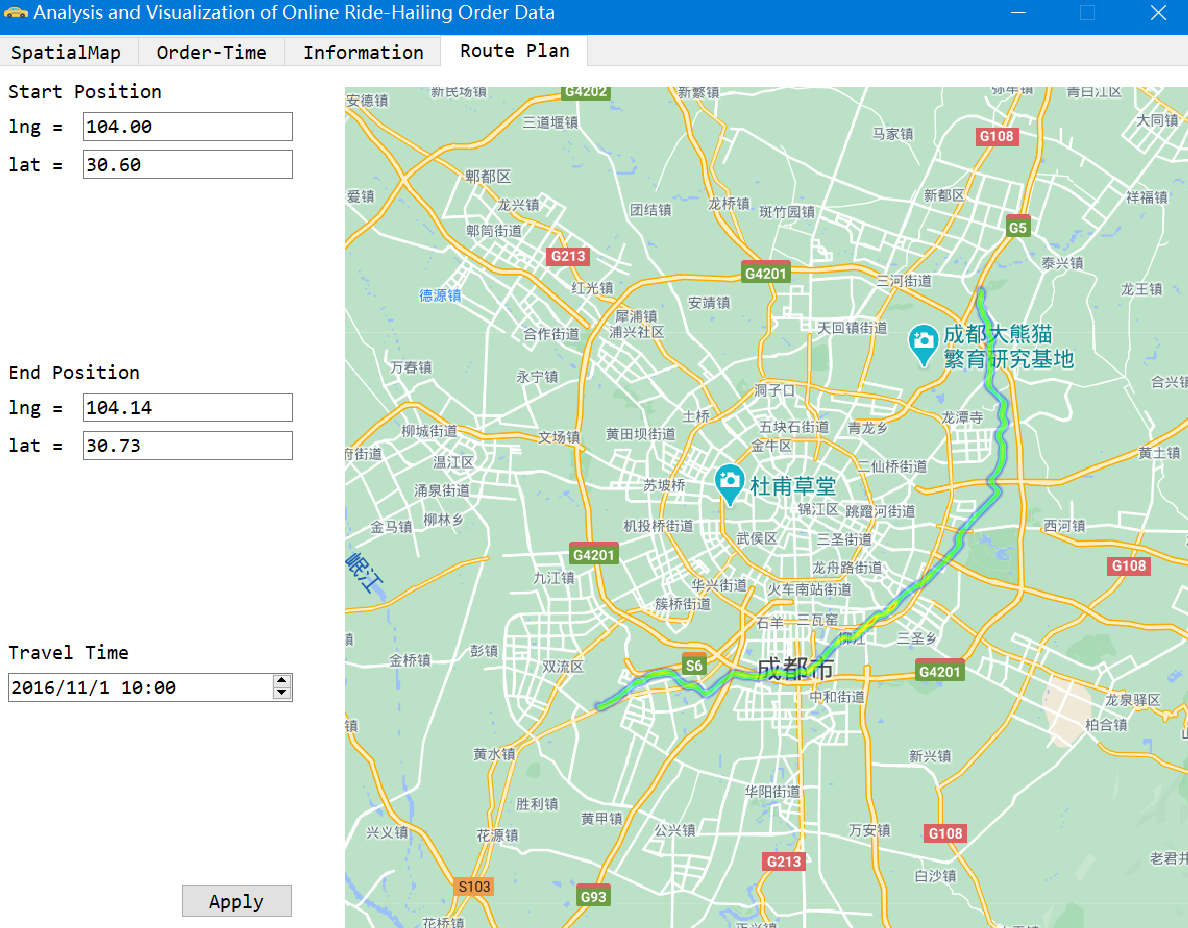 Analysis and Visualization of Online Ride-Hailing Order Data
SpatialMap
Order-Time
Information
Route Plan
Start Position
lng =
104.00
lat =
30.60
End Position
lng =
104.14
lat =
30.73
Travel Time
2016/11/1 10:00
Apply
安德镇
新民场镇
G4202
新繁镇
弥牟镇
青白江区
三道堰镇
马家镇
G108
大同镇
郫都区
爱镇
龙兴镇
团结镇
龙桥镇
斑竹园镇
新都区
祥福镇
郫筒街道
G5
G213
G4201
泰兴镇
德源镇
红光镇
安靖镇
三河街道
龙王镇
犀浦镇
浦兴社区
合作街道
天回镇街道
成都大熊猫
繁育研究基地
万春镇
永宁镇
洞子口
合兴镇
土桥
龙潭寺
柳城街道
文场镇
黄田坝街道
五块石街道
青龙乡
金牛区
府街道
温江区
二仙桥街道
黄土镇
涌泉街道
苏坡桥
杜甫草堂
金马镇
柳林乡
机投桥街道
锦江区
跳蹬河街道
西河镇
武侯区
三圣街道
G4201
岷江
九江镇
龙舟路街道
G108
华兴街道
火车南站街道
簇桥街道
石羊
三瓦窑
柳江
三圣乡
镇
金桥镇
彭镇
双流区
S6
成都市
G4201
中和街道
龙泉驿区
柏合镇
镇
黄水镇
新兴镇
胜利镇
华阳街道
兴义镇
花源镇
黄甲镇
公兴镇
万安镇
G108
G213
老君井
白沙镇
S103
G93
花桥镇
正兴镇